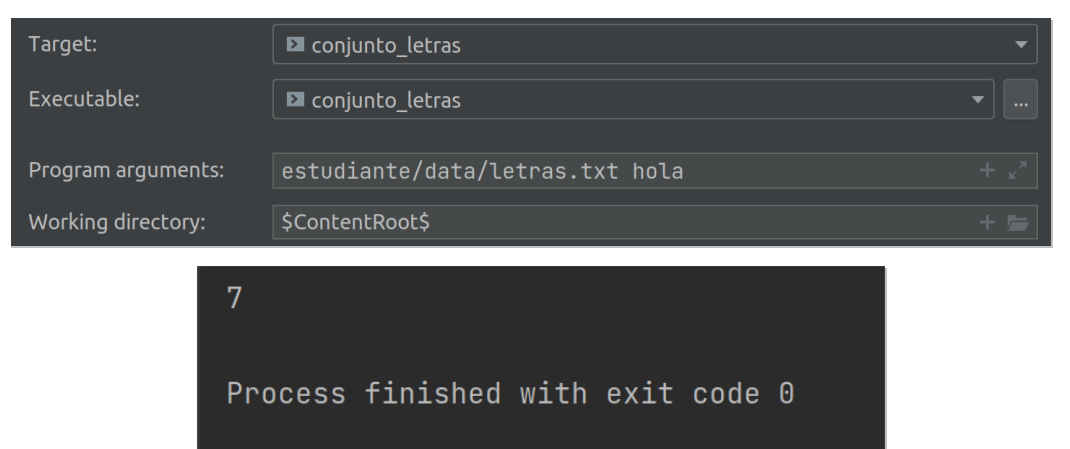 Target: conjunto_letras
Executable: conjunto_letras ...
Program arguments: estudiante/data/letras.txt hola
Working directory: $ContentRoot$
7
Process finished with exit code 0